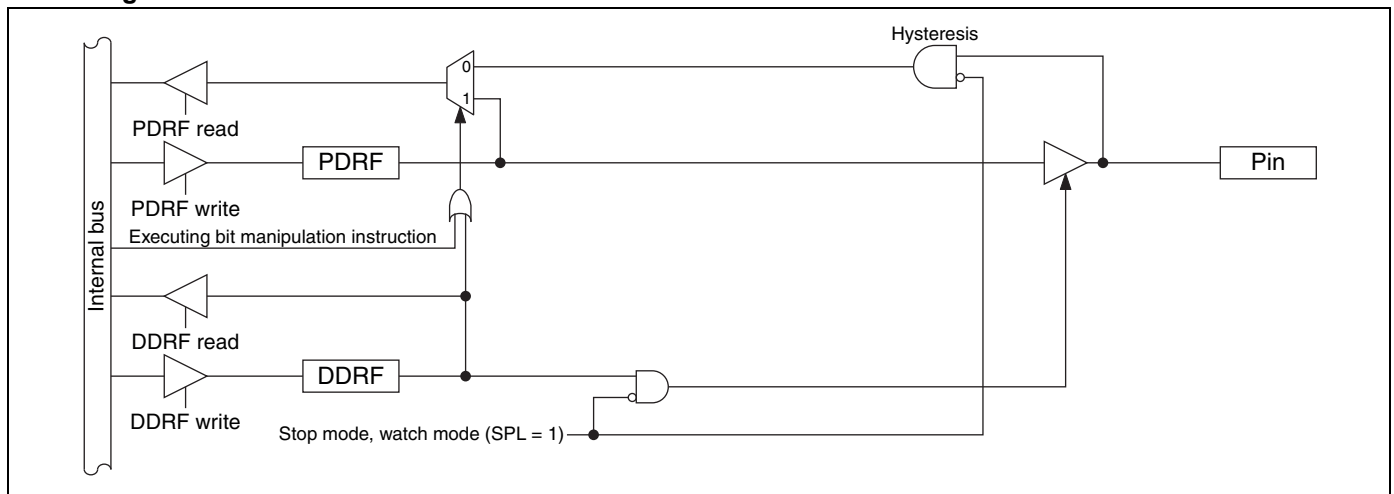 Hysteresis
0
1
PDRF read
PDRF
Pin
PDRF write
Executing bit manipulation instruction
Internal bus
DDRF read
DDRF
DDRF write
Stop mode, watch mode (SPL = 1)